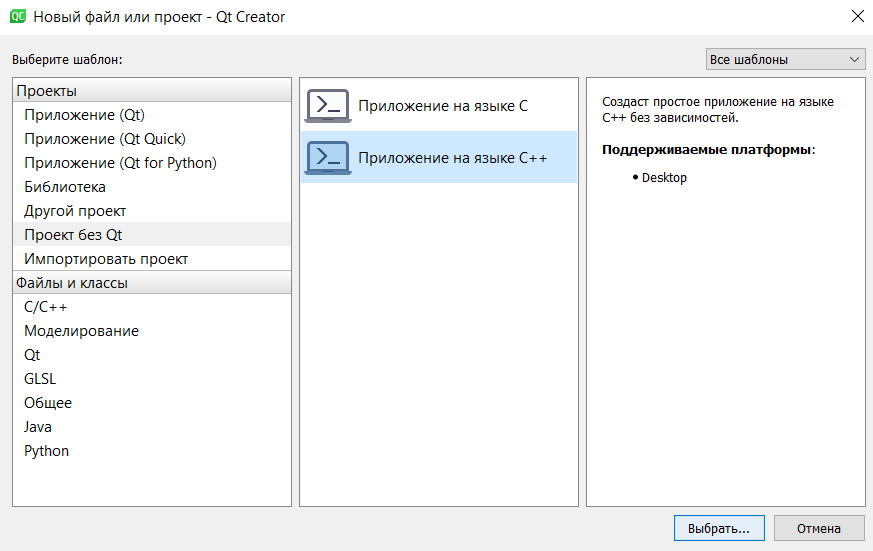 QC Новый файл или проект - Qt Creator
Выберите шаблон:
Все шаблоны
Проекты
Приложение (Qt)
Приложение (Qt Quick)
Приложение (Qt for Python)
Библиотека
Другой проект
Проект без Qt
Импортировать проект
Файлы и классы
C/C++
Моделирование
Qt
GLSL
Общее
Java
Python
Приложение на языке C
Приложение на языке C++
Создаст простое приложение на языке
C++ без зависимостей.
Поддерживаемые платформы:
• Desktop
Выбрать...
Отмена